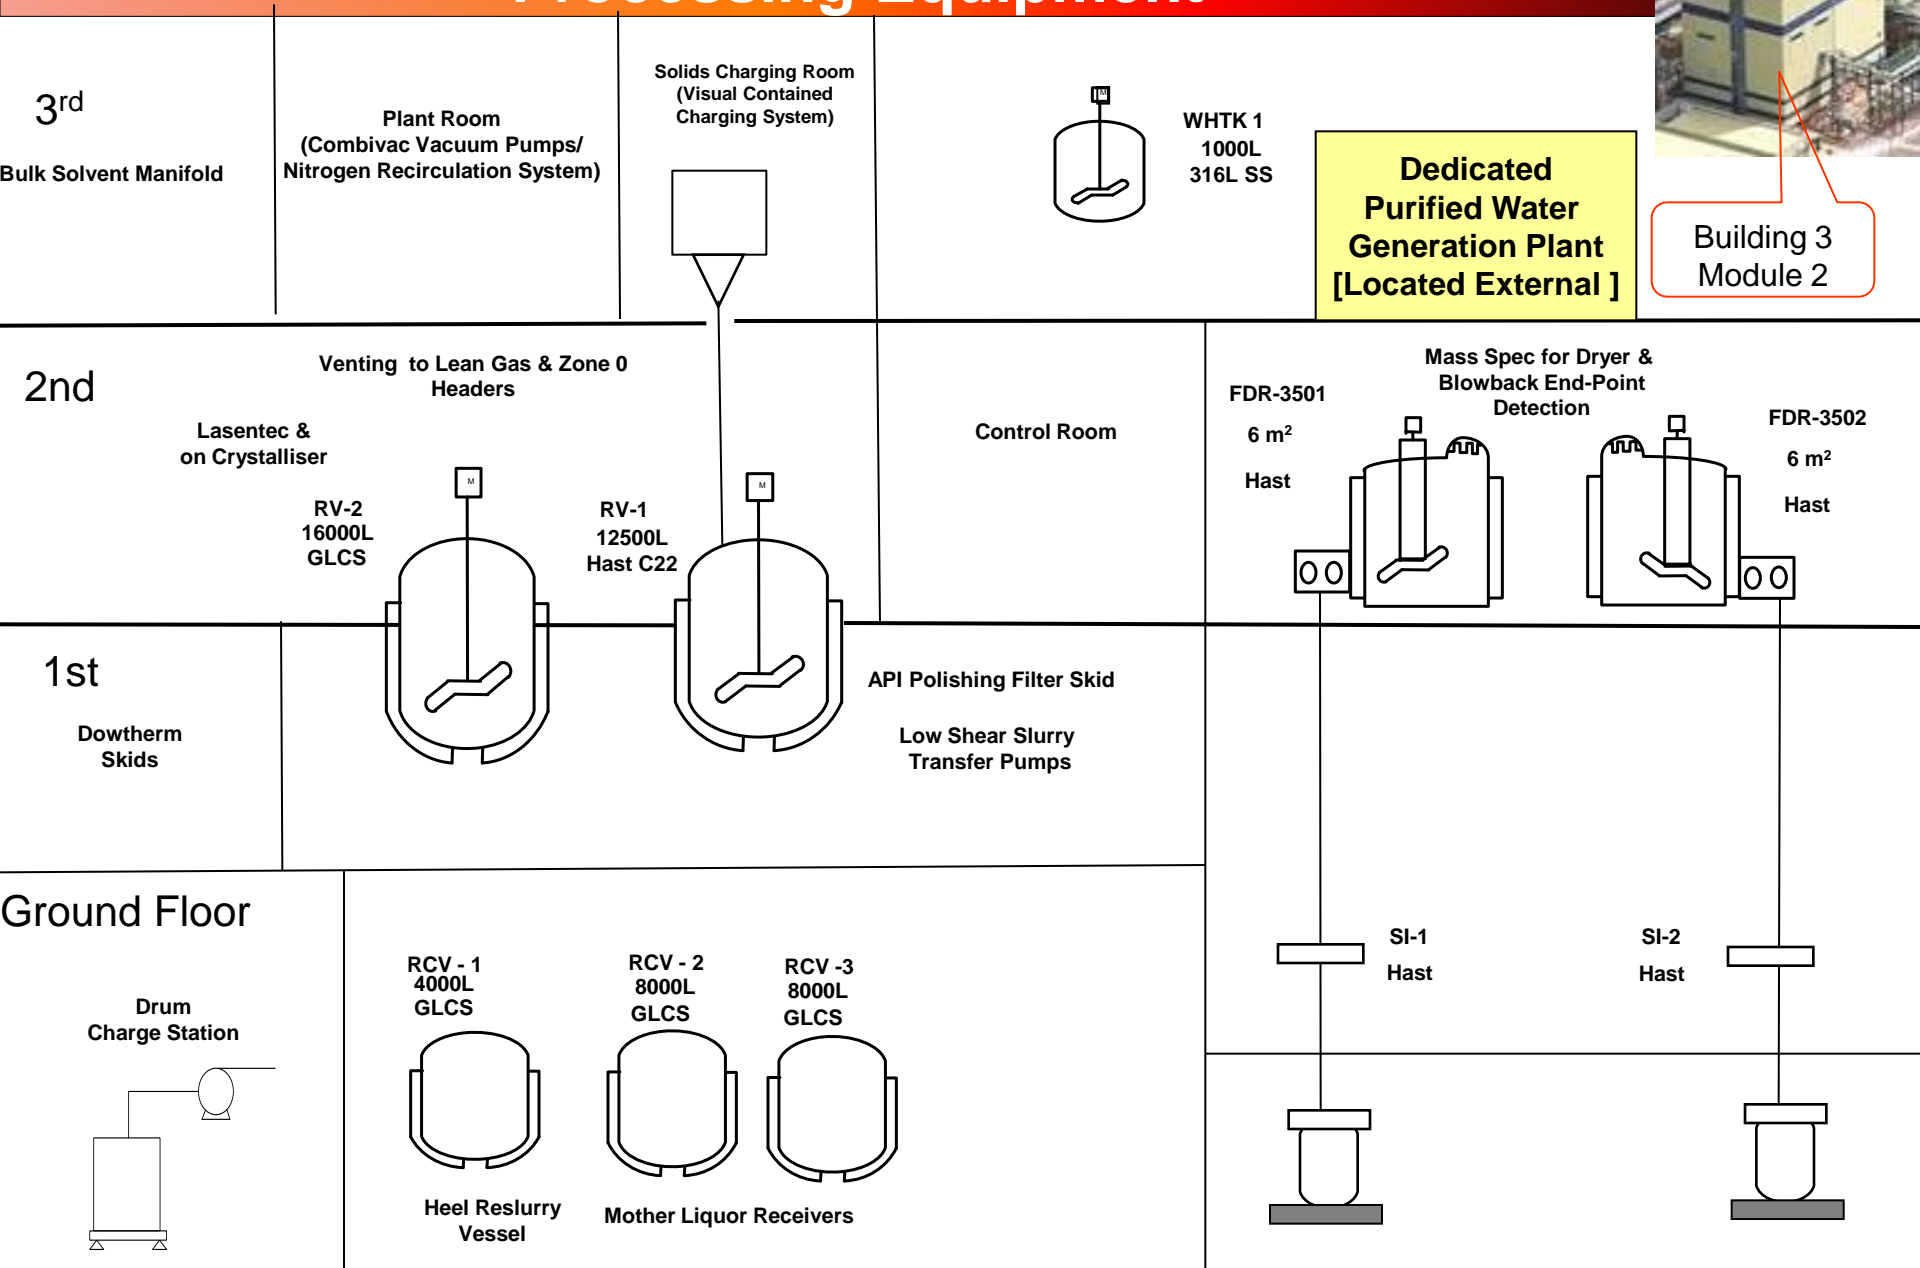 Processing Equipment
3rd
Bulk Solvent Manifold
Plant Room
(Combivac Vacuum Pumps/
Nitrogen Recirculation System)
Solids Charging Room
(Visual Contained
Charging System)
M
WHTK 1
1000L
316L SS
Dedicated
Purified Water
Generation Plant
[Located External ]
Building 3
Module 2
2nd
Venting to Lean Gas & Zone 0
Headers
Lasentec &
on Crystalliser
RV-2
16000L
GLCS
M
RV-1
12500L
Hast C22
M
Control Room
FDR-3501
6 m²
Hast
Mass Spec for Dryer &
Blowback End-Point
Detection
FDR-3502
6 m²
Hast
1st
Dowtherm
Skids
API Polishing Filter Skid
Low Shear Slurry
Transfer Pumps
Ground Floor
Drum
Charge Station
RCV - 1
4000L
GLCS
RCV - 2
8000L
GLCS
RCV -3
8000L
GLCS
Heel Reslurry
Vessel
Mother Liquor Receivers
SI-1
Hast
SI-2
Hast